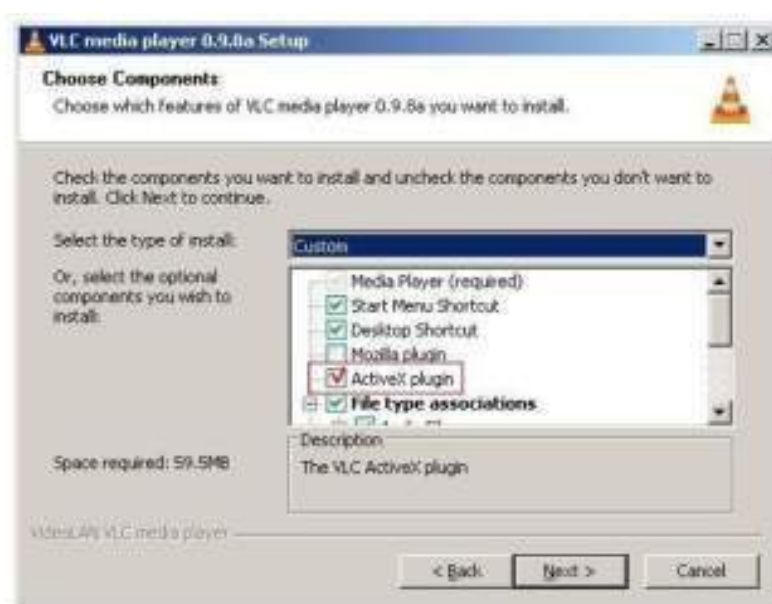 VLC media player 0.9.8a Setup
Choose Components
Choose which features of VLC media player 0.9.8a you want to install.
Check the components you want to install and uncheck the components you don't want to
install. Click Next to continue.
Select the type of install:
Custom
Or, select the optional
components you wish to
install:
Media Player (required)
Start Menu Shortcut
Desktop Shortcut
Mozilla plugin
ActiveX plugin
File type associations
Space required: 59.5MB
Description
The VLC ActiveX plugin
VideoLAN VLC media player
< Back
Next >
Cancel